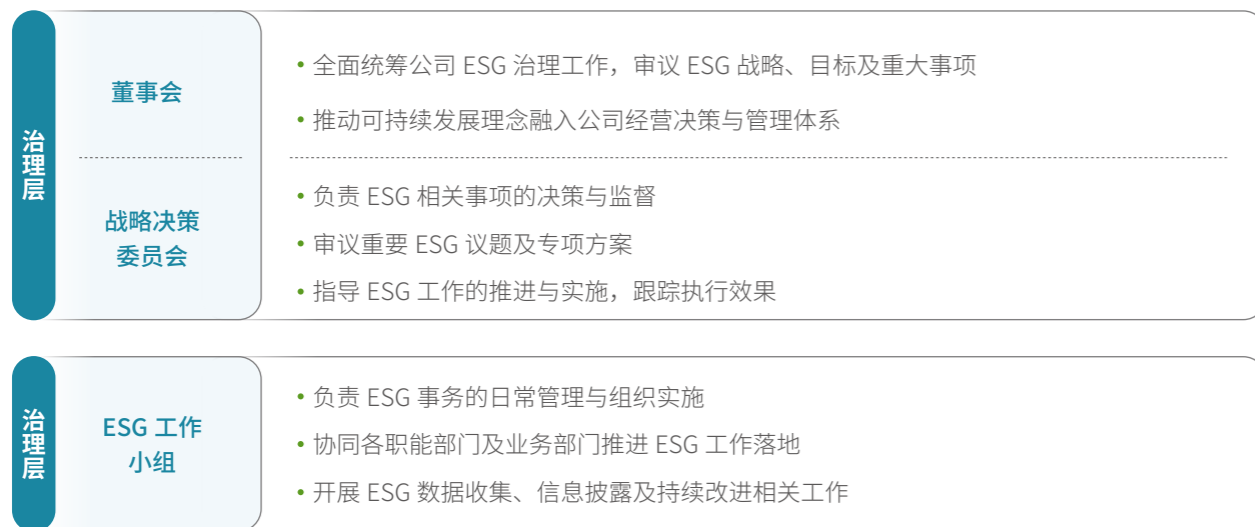 治理层
董事会
• 全面统筹公司 ESG 治理工作，审议 ESG 战略、目标及重大事项
• 推动可持续发展理念融入公司经营决策与管理体系
战略决策
委员会
• 负责 ESG 相关事项的决策与监督
• 审议重要 ESG 议题及专项方案
• 指导 ESG 工作的推进与实施，跟踪执行效果
治理层
ESG 工作
小组
• 负责 ESG 事务的日常管理与组织实施
• 协同各职能部门及业务部门推进 ESG 工作落地
• 开展 ESG 数据收集、信息披露及持续改进相关工作